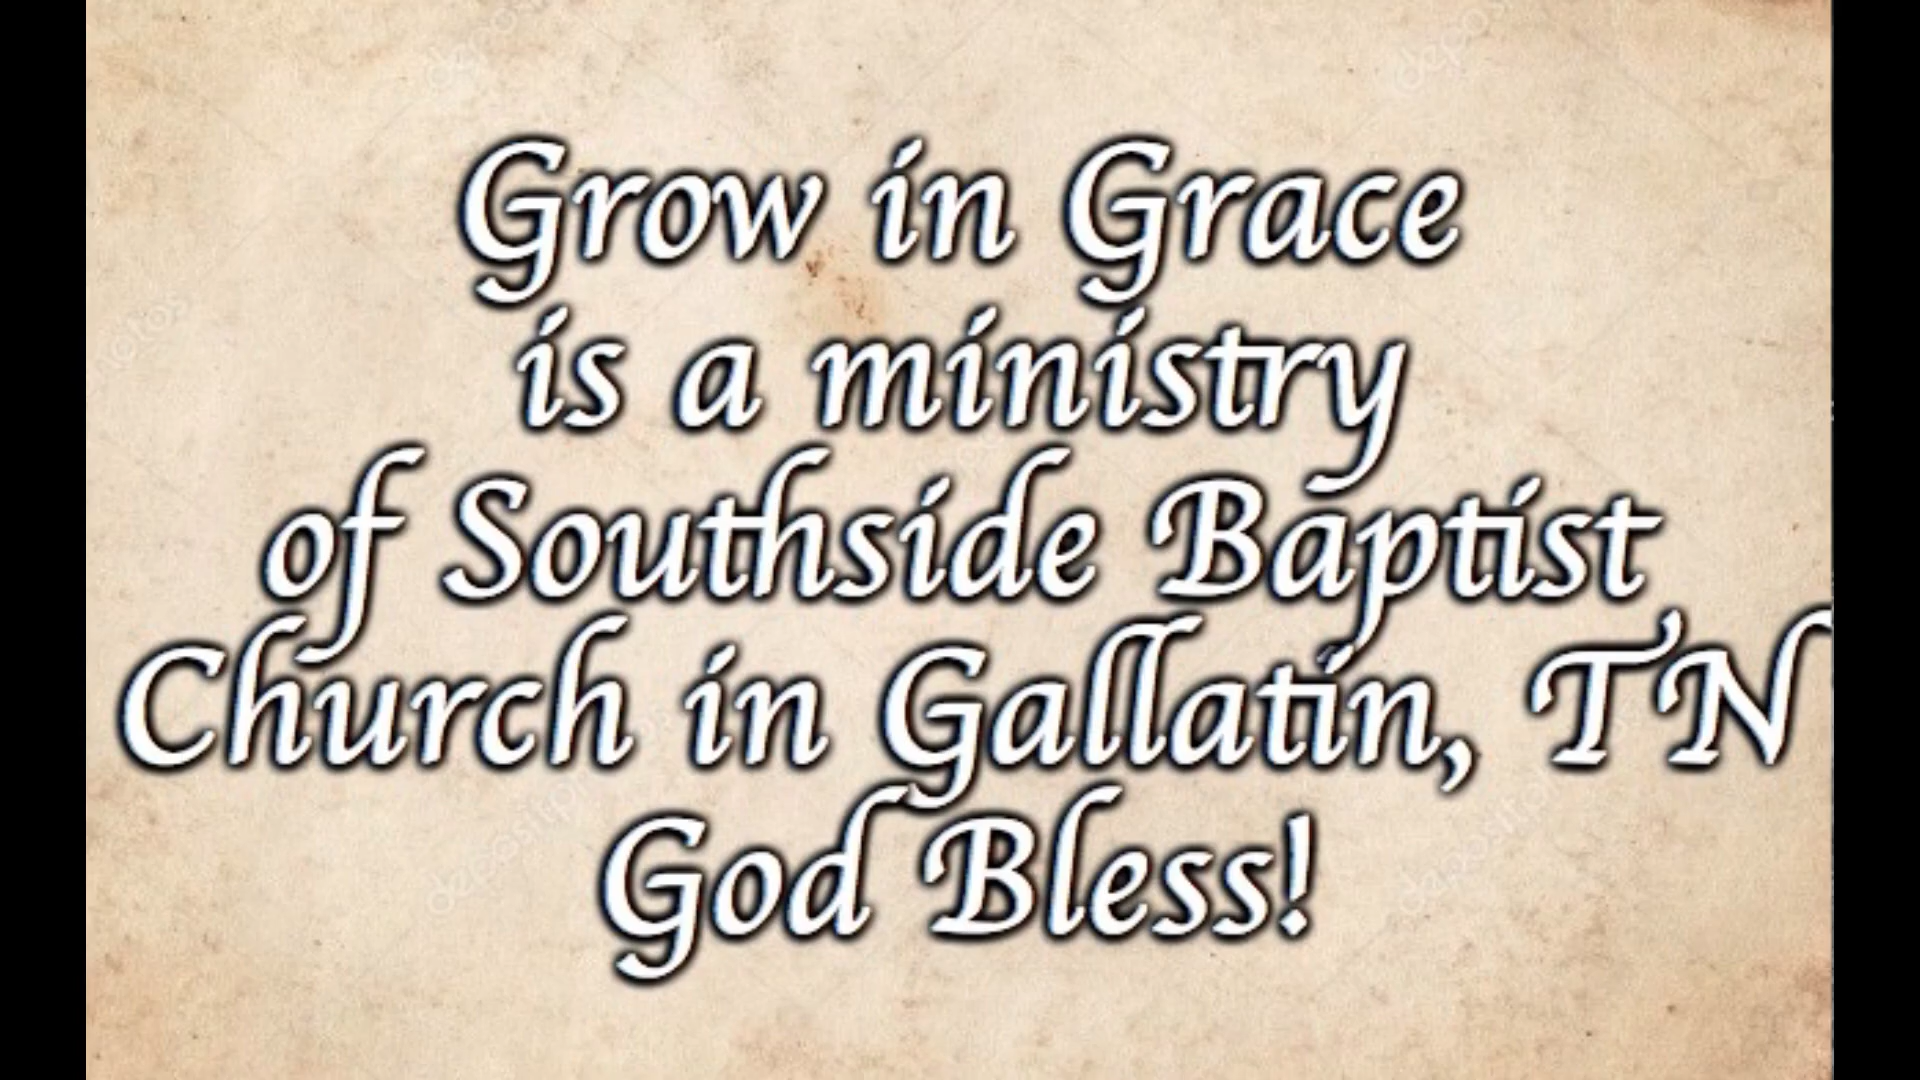 Grow in Grace
is a ministry
of Southside Baptist
Church in Gallatin, TN
God Bless!